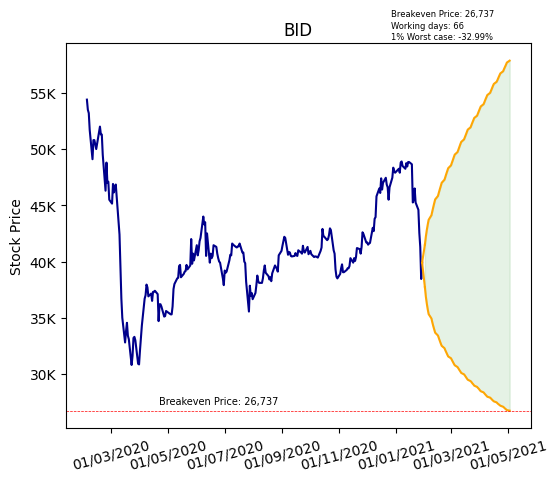 Breakeven Price: 26,737
Working days: 66
1% Worst case: -32.99%
BID
Stock Price
55K
50K
45K
40K
35K
30K
Breakeven Price: 26,737
01/03/2020 01/05/2020 01/07/2020 01/09/2020 01/11/2020 01/01/2021 01/03/2021 01/05/2021